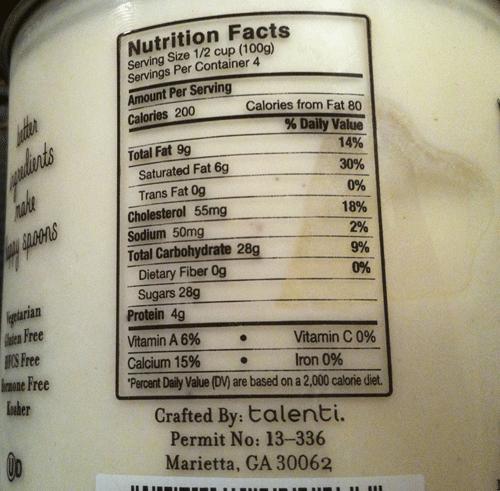 Nutrition Facts
Serving Size 1/2 cup (100g)
Servings Per Container 4
Amount Per Serving
Calories 200 Calories from Fat 80
% Daily Value
Total Fat 9g 14%
Saturated Fat 6g 30%
Trans Fat 0g 0%
Cholesterol 55mg 18%
Sodium 50mg 2%
Total Carbohydrate 28g 9%
Dietary Fiber 0g 0%
Sugars 28g
Protein 4g
Vitamin A 6% • Vitamin C 0%
Calcium 15% • Iron 0%
*Percent Daily Value (DV) are based on a 2,000 calorie diet.
Crafted By: talenti.
Permit No: 13-336
Marietta, GA 30062
better
make
spoons
Vegetarian
Gluten Free
Free
Free
Kosher
UD